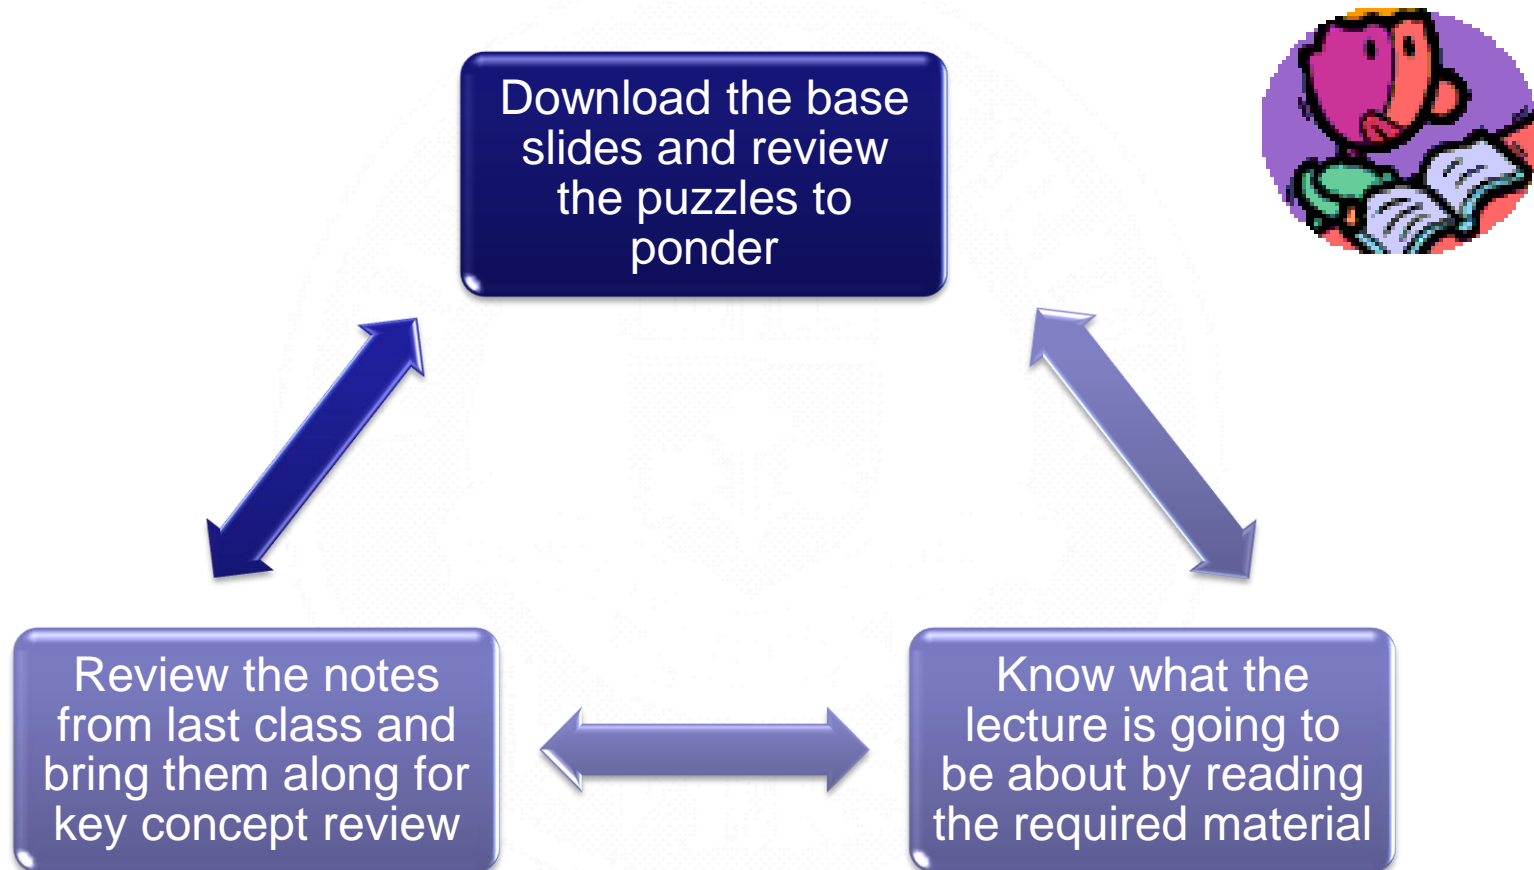 Download the base
slides and review
the puzzles to
ponder
Review the notes
from last class and
bring them along for
key concept review
Know what the
lecture is going to
be about by reading
the required material